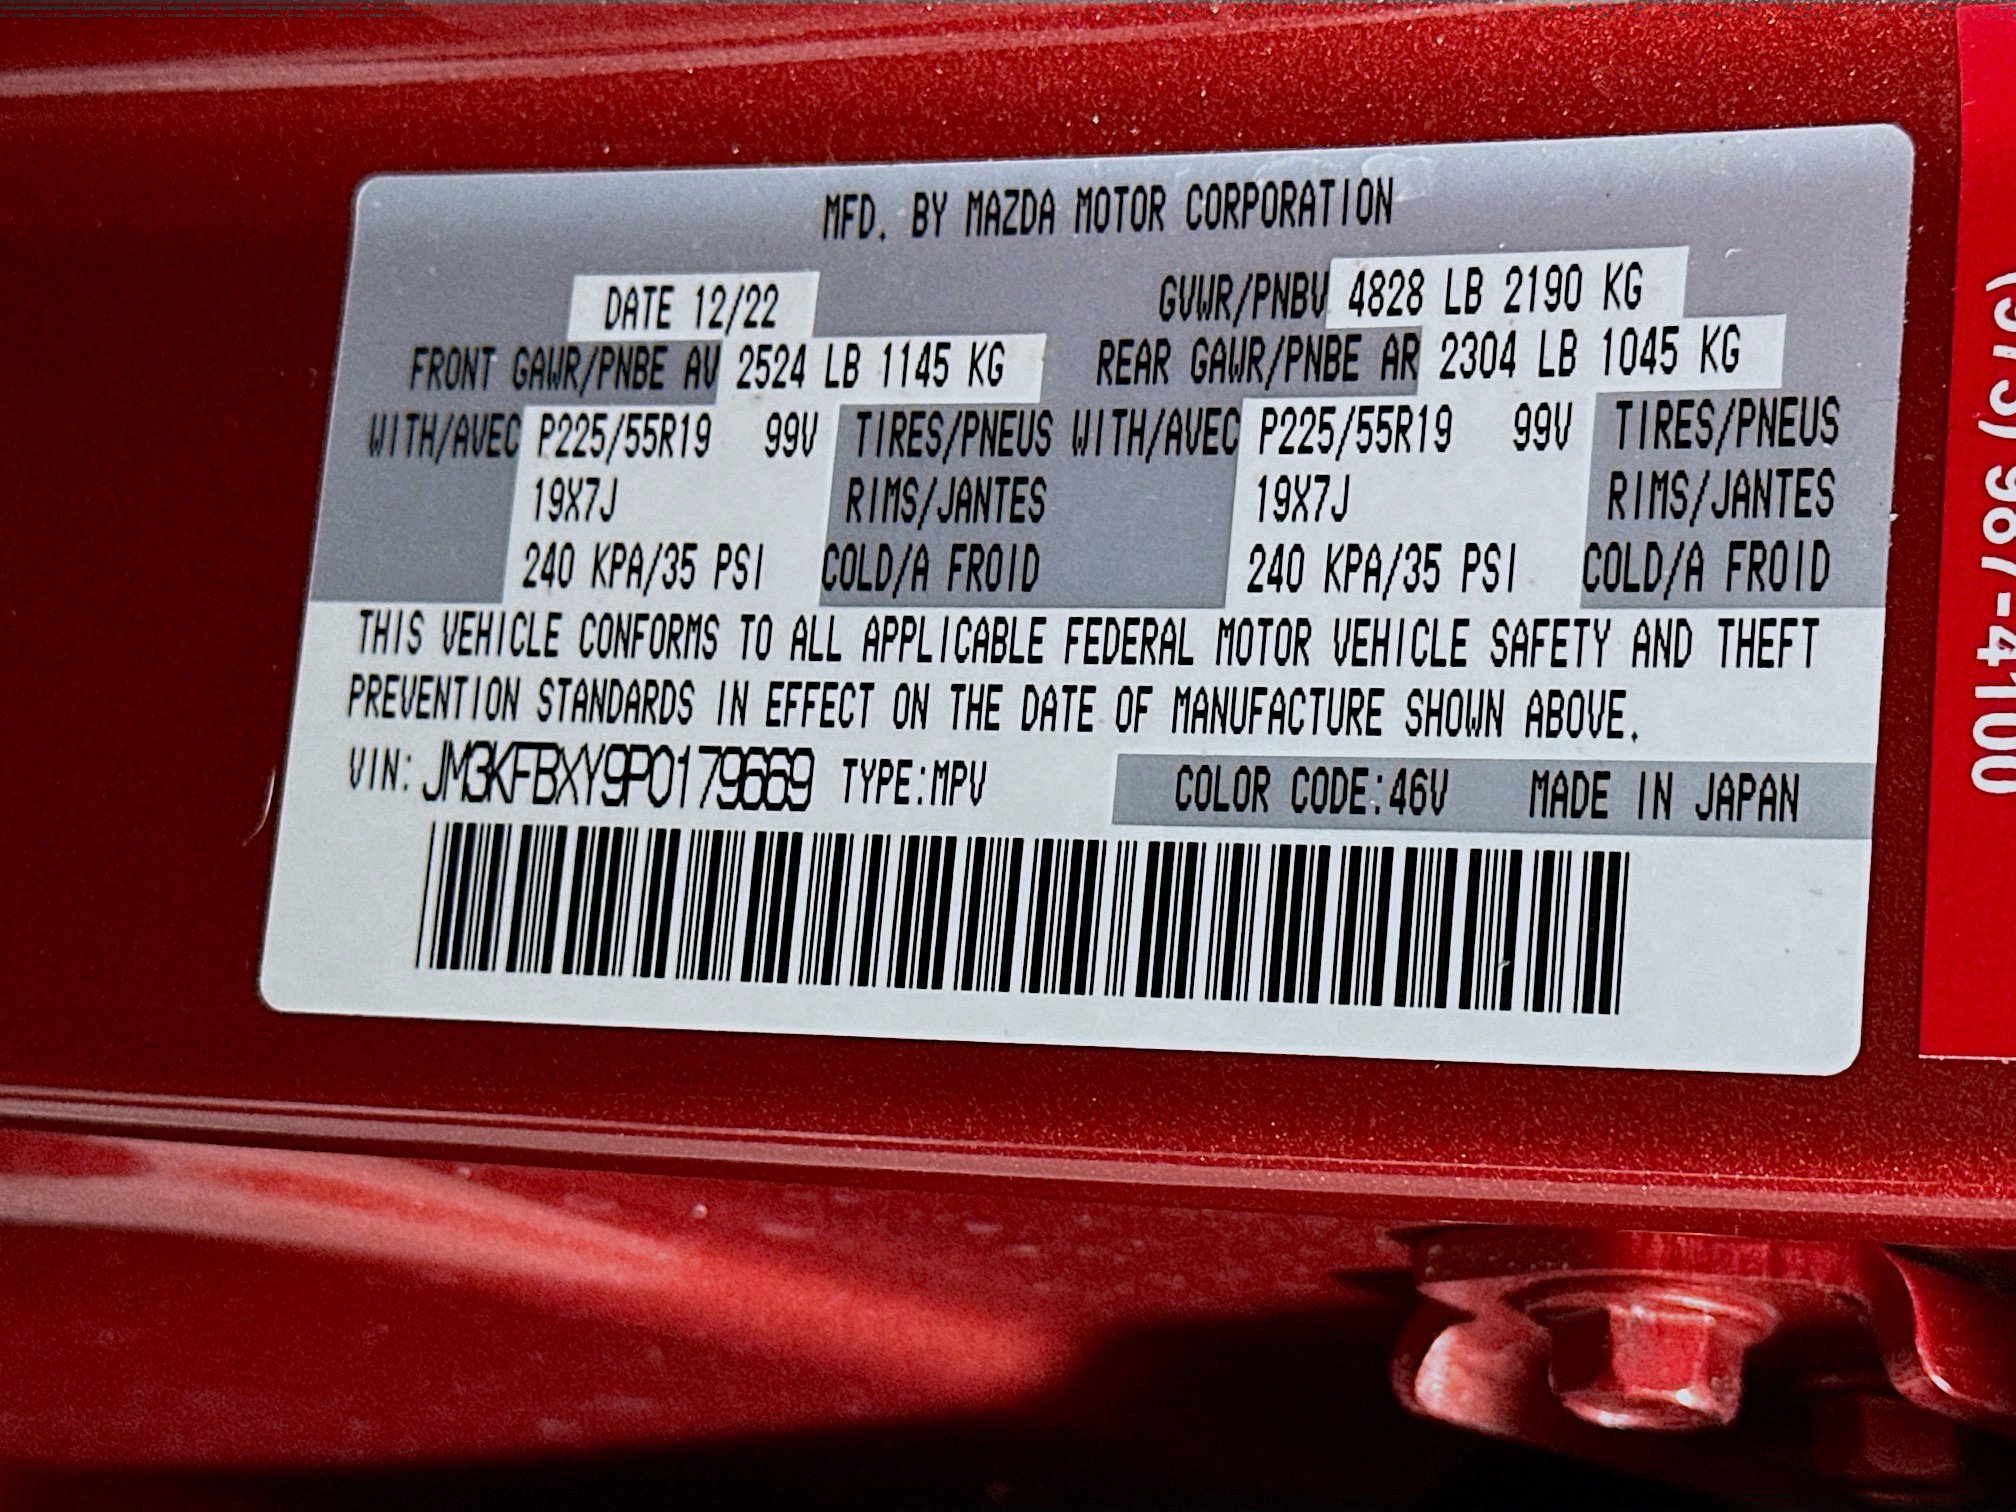 MFD. BY MAZDA MOTOR CORPORATION
DATE 12/22 GVWR/PNBV 4828 LB 2190 KG
FRONT GAWR/PNBE AV 2524 LB 1145 KG REAR GAWR/PNBE AR 2304 LB 1045 KG
WITH/AVEC P225/55R19 99V TIRES/PNEUS WITH/AVEC P225/55R19 99V TIRES/PNEUS
19X7J RIMS/JANTES 19X7J RIMS/JANTES
240 KPA/35 PSI COLD/A FROID 240 KPA/35 PSI COLD/A FROID
THIS VEHICLE CONFORMS TO ALL APPLICABLE FEDERAL MOTOR VEHICLE SAFETY AND THEFT
PREVENTION STANDARDS IN EFFECT ON THE DATE OF MANUFACTURE SHOWN ABOVE.
VIN: JM3KFBXY9P0179669 TYPE:MPV COLOR CODE:46V MADE IN JAPAN
(973) 987-4100